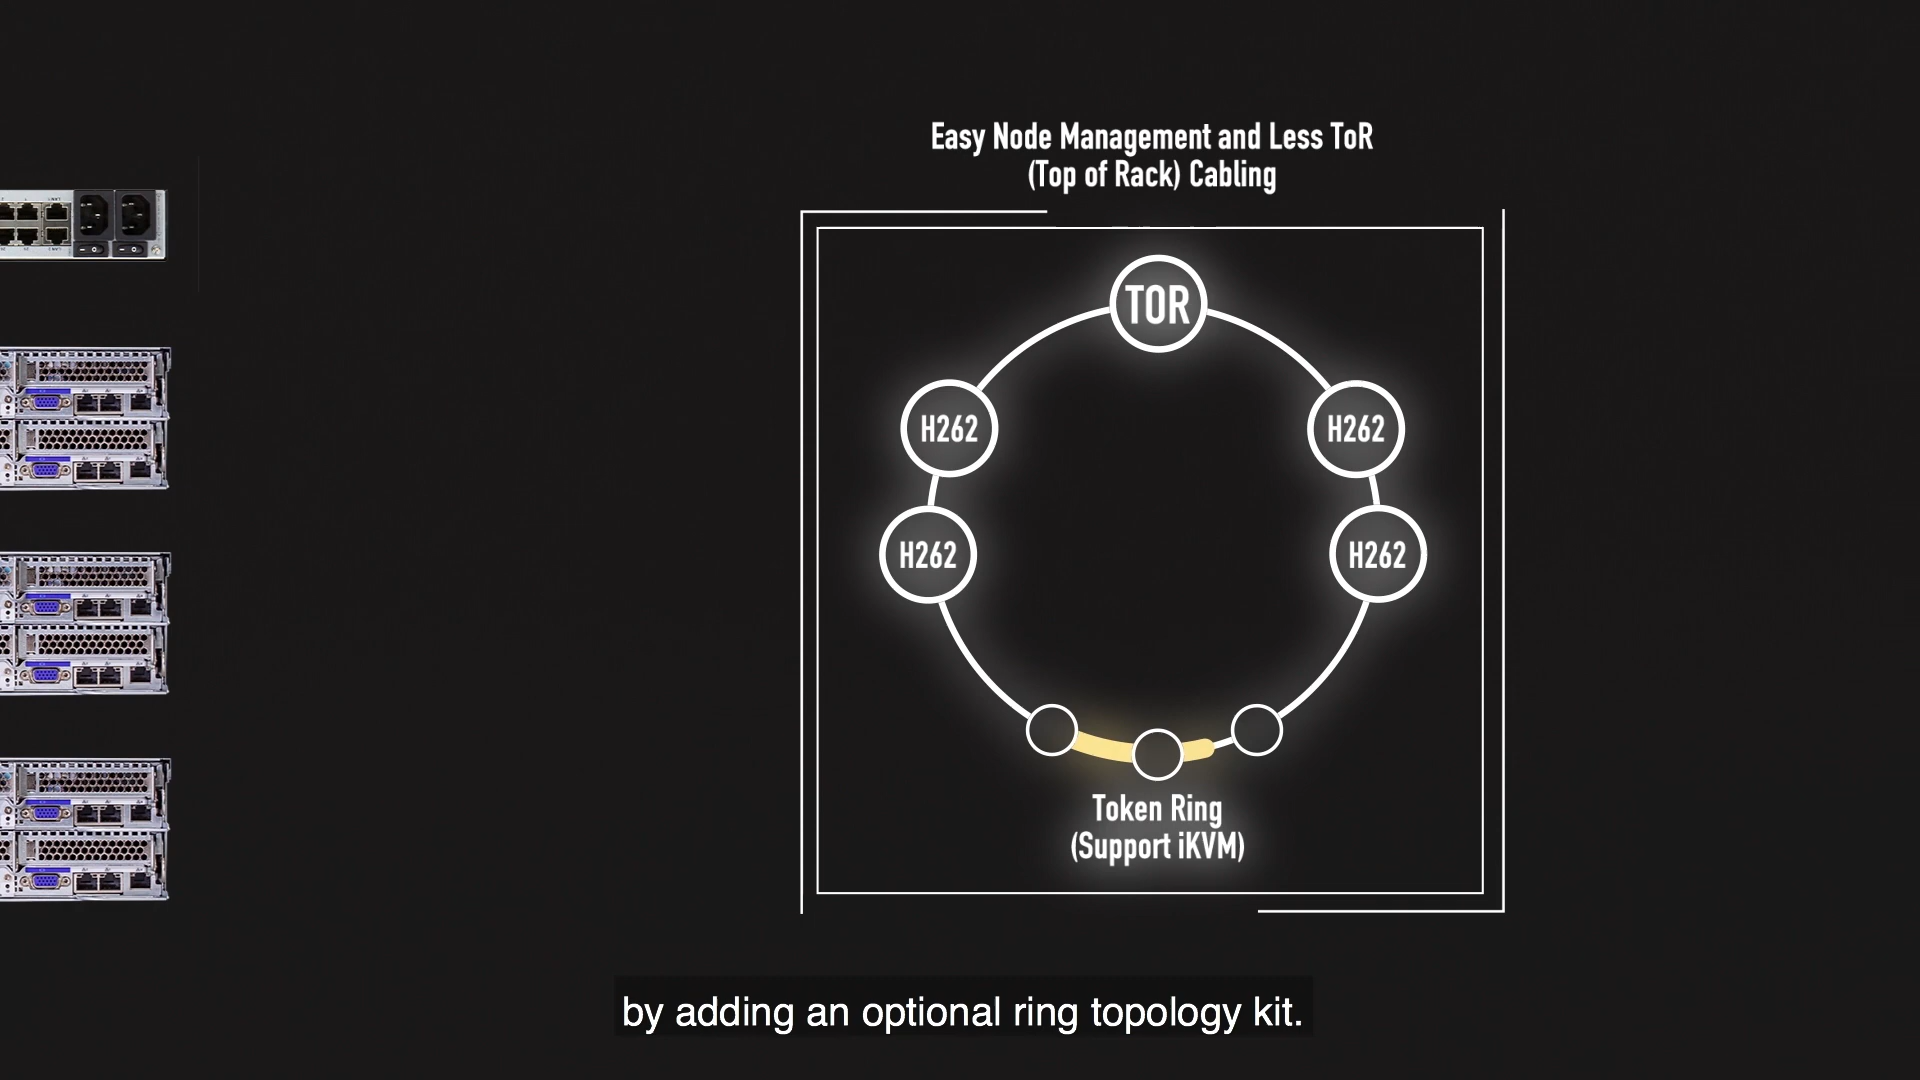 Easy Node Management and Less ToR
(Top of Rack) Cabling
TOR
H262
H262
H262
H262
Token Ring
(Support iKVM)
by adding an optional ring topology kit.